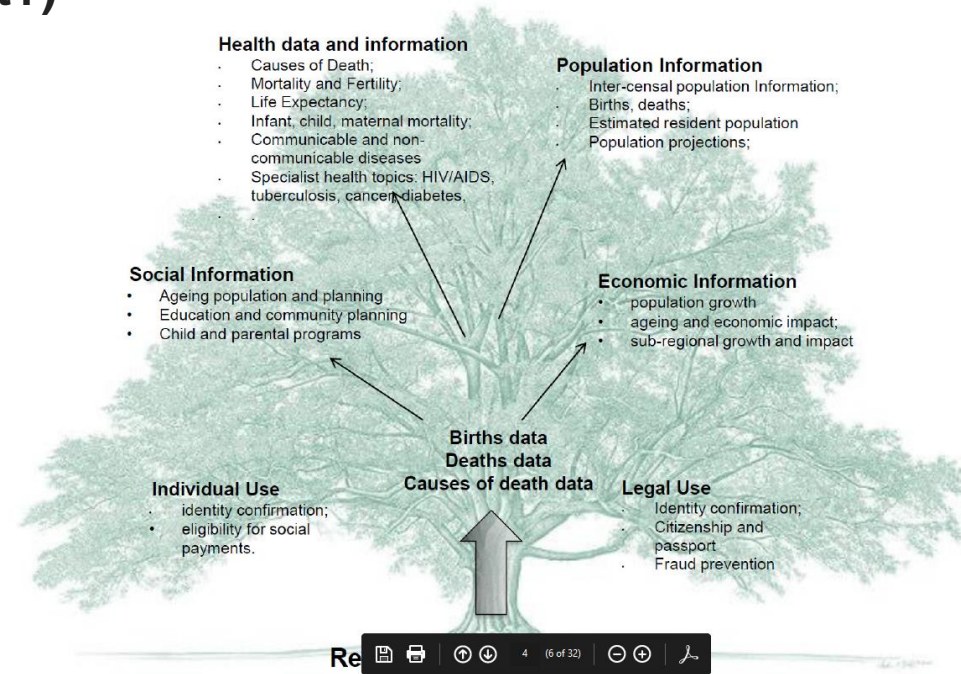 Health data and information
· Causes of Death;
· Mortality and Fertility;
· Life Expectancy;
· Infant, child, maternal mortality;
· Communicable and non-
communicable diseases
· Specialist health topics: HIV/AIDS,
tuberculosis, cancer, diabetes,
· .
Population Information
· Inter-censal population Information;
· Births, deaths;
· Estimated resident population
· Population projections;
Social Information
• Ageing population and planning
• Education and community planning
• Child and parental programs
Economic Information
• population growth
• ageing and economic impact;
• sub-regional growth and impact
Births data
Deaths data
Causes of death data
Individual Use
· identity confirmation;
• eligibility for social
payments.
Legal Use
· Identity confirmation;
· Citizenship and
passport
· Fraud prevention
Re
4 (6 of 32)